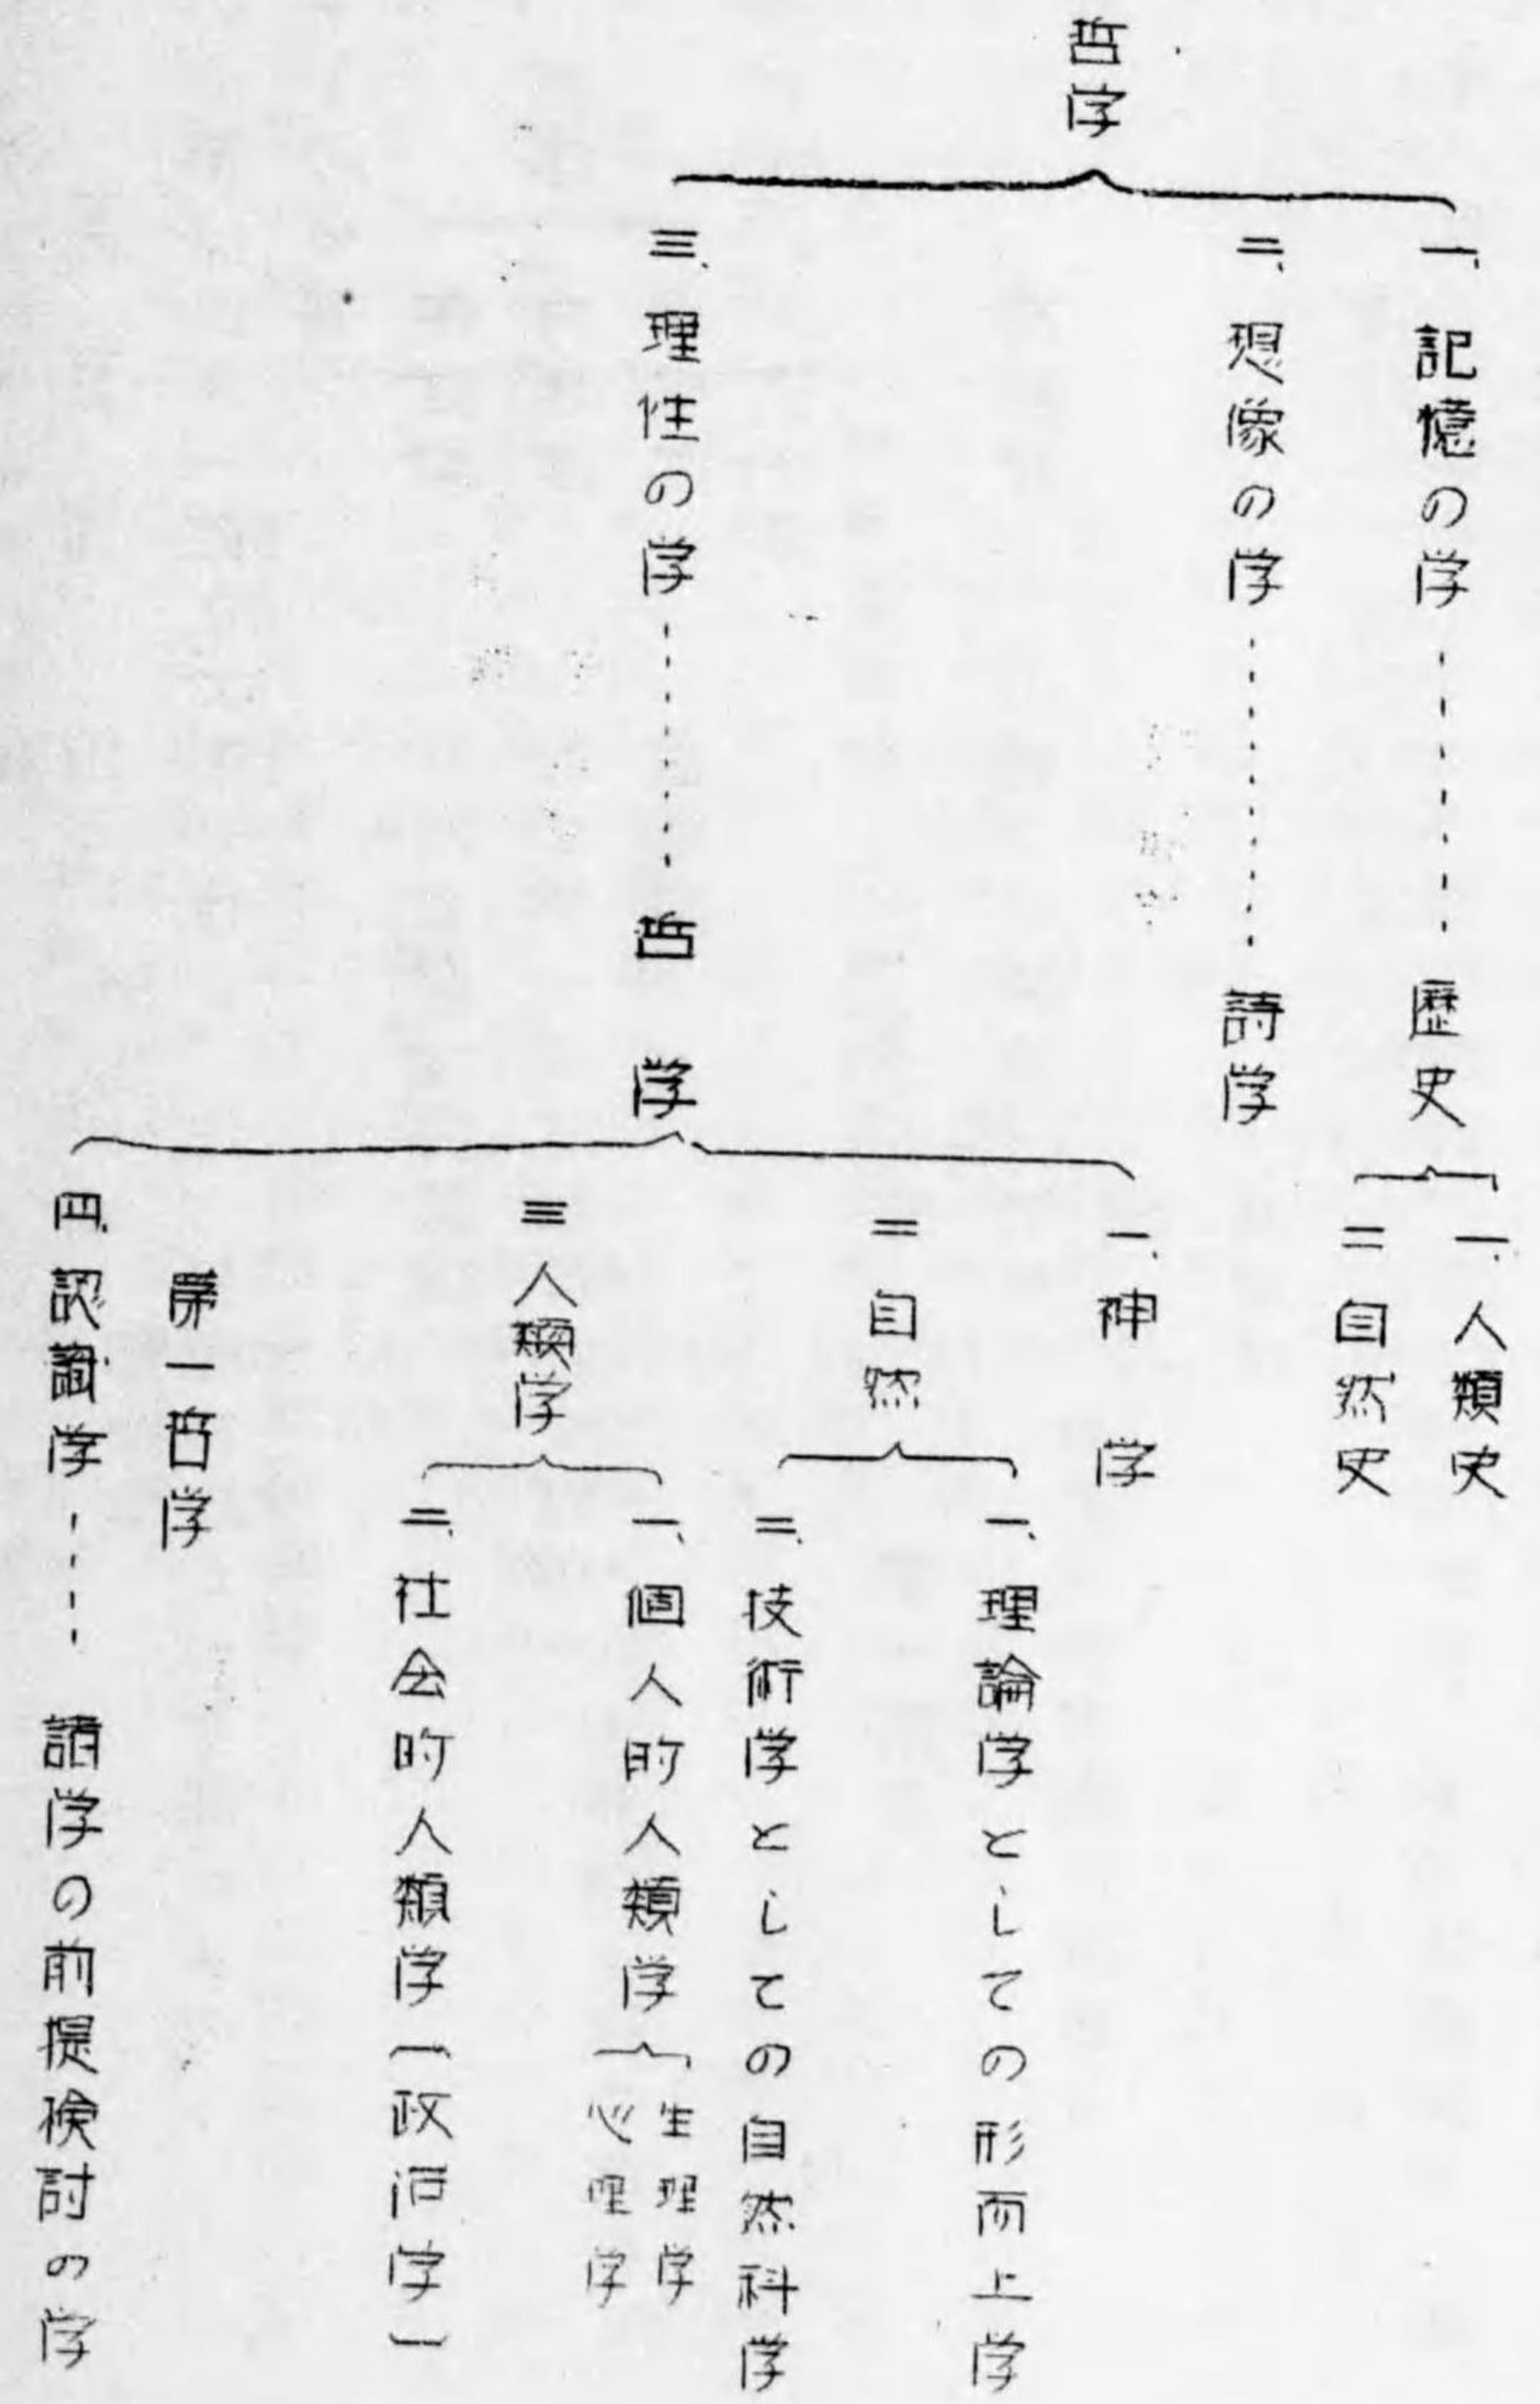 哲学
一、記憶の学………歴史
一、人類史
二 自然史
二、想像の学………詩学
三、理性の学………哲学
一、神学
二 自然
一、理論学としての形而上学
二、技術学としての自然科学
三 人類学
一、個人的人類学
生理学
心理学
二、社会的人類学(政治学)
第一哲学
四、認識学…… 諸学の前提検討の学